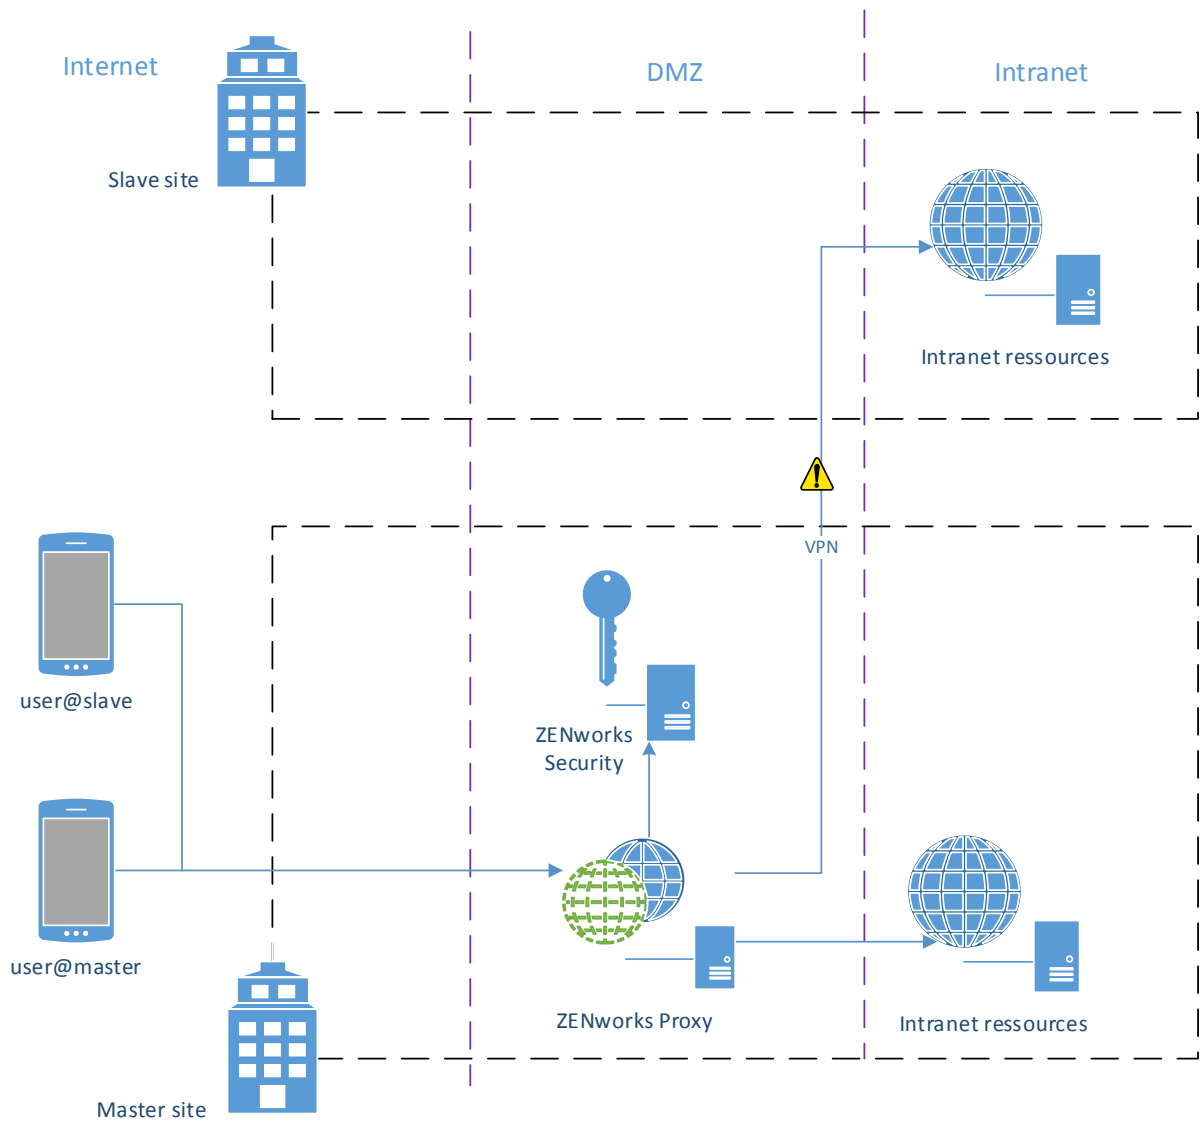 Internet
DMZ
Intranet
Slave site
Intranet ressources
VPN
user@slave
ZENworks
Security
user@master
ZENworks Proxy
Intranet ressources
Master site